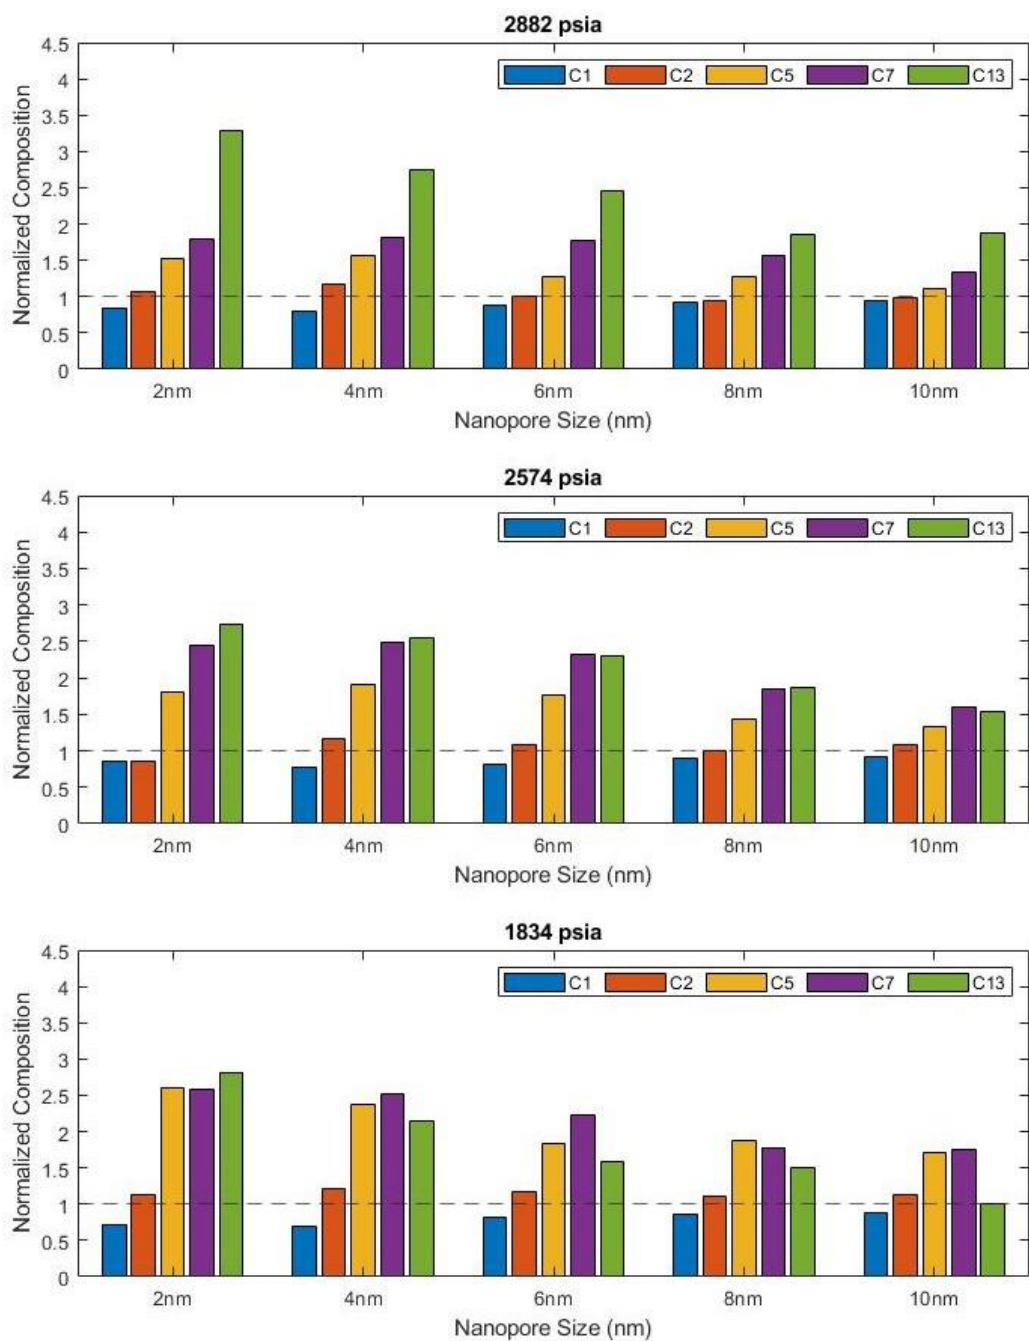 2882 psia
4.5
4
3.5
3
2.5
2
1.5
1
0.5
0
Normalized Composition
C1 C2 C5 C7 C13
2nm 4nm 6nm 8nm 10nm
Nanopore Size (nm)
2574 psia
4.5
4
3.5
3
2.5
2
1.5
1
0.5
0
Normalized Composition
C1 C2 C5 C7 C13
2nm 4nm 6nm 8nm 10nm
Nanopore Size (nm)
1834 psia
4.5
4
3.5
3
2.5
2
1.5
1
0.5
0
Normalized Composition
C1 C2 C5 C7 C13
2nm 4nm 6nm 8nm 10nm
Nanopore Size (nm)